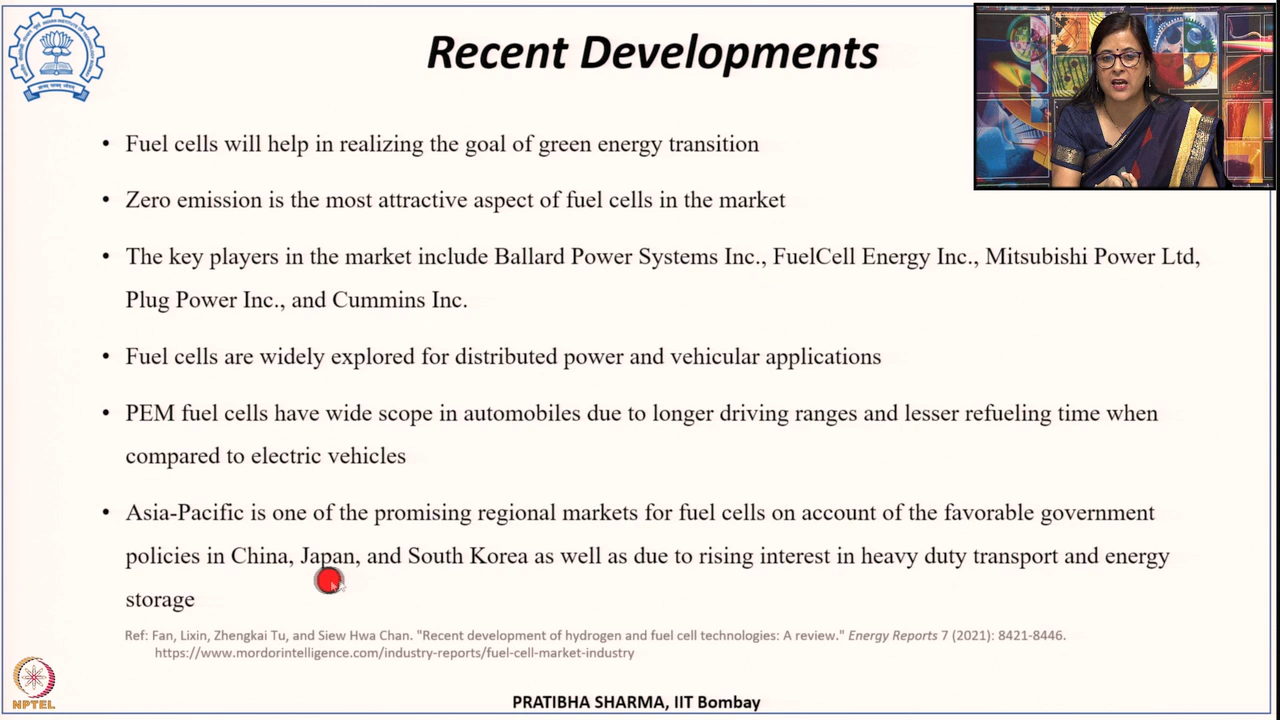 Recent Developments
• Fuel cells will help in realizing the goal of green energy transition
• Zero emission is the most attractive aspect of fuel cells in the market
• The key players in the market include Ballard Power Systems Inc., FuelCell Energy Inc., Mitsubishi Power Ltd,
Plug Power Inc., and Cummins Inc.
• Fuel cells are widely explored for distributed power and vehicular applications
• PEM fuel cells have wide scope in automobiles due to longer driving ranges and lesser refueling time when
compared to electric vehicles
• Asia-Pacific is one of the promising regional markets for fuel cells on account of the favorable government
policies in China, Japan, and South Korea as well as due to rising interest in heavy duty transport and energy
storage
Ref: Fan, Lixin, Zhengkai Tu, and Siew Hwa Chan. "Recent development of hydrogen and fuel cell technologies: A review." Energy Reports 7 (2021): 8421-8446.
https://www.mordorintelligence.com/industry-reports/fuel-cell-market-industry
NPTEL
PRATIBHA SHARMA, IIT Bombay